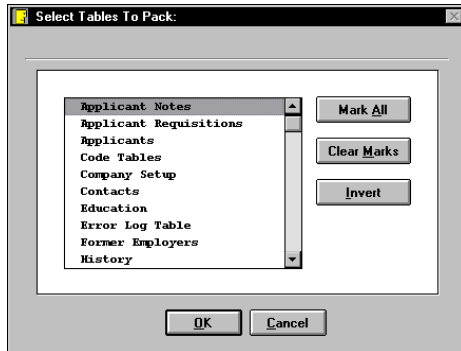 Select Tables To Pack:
Applicant Notes
Applicant Requisitions
Applicants
Code Tables
Company Setup
Contacts
Education
Error Log Table
Former Employers
History
Mark All
Clear Marks
Invert
OK
Cancel